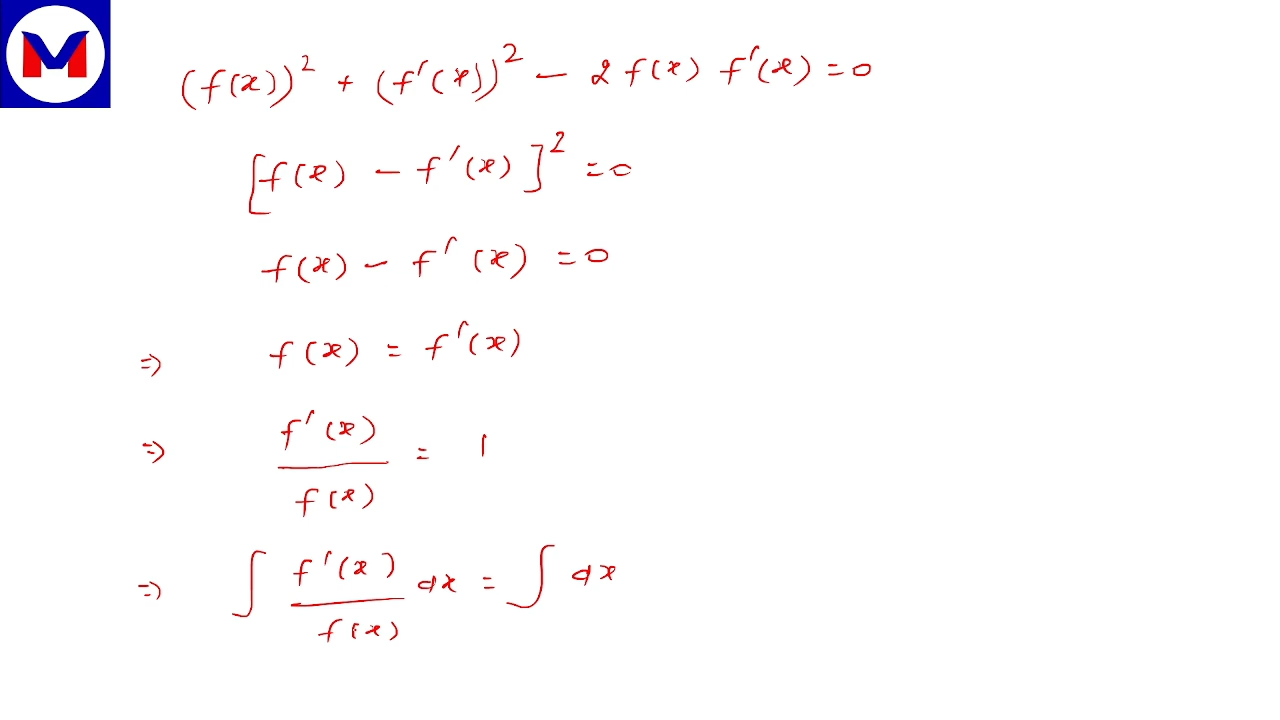 M
(f(x))² + (f'(x))² − 2 f(x) f'(x) = 0
[f(x) − f'(x)]² = 0
f(x) − f'(x) = 0
⇒ f(x) = f'(x)
⇒ f'(x)/f(x) = 1
⇒ ∫ f'(x)/f(x) dx = ∫ dx